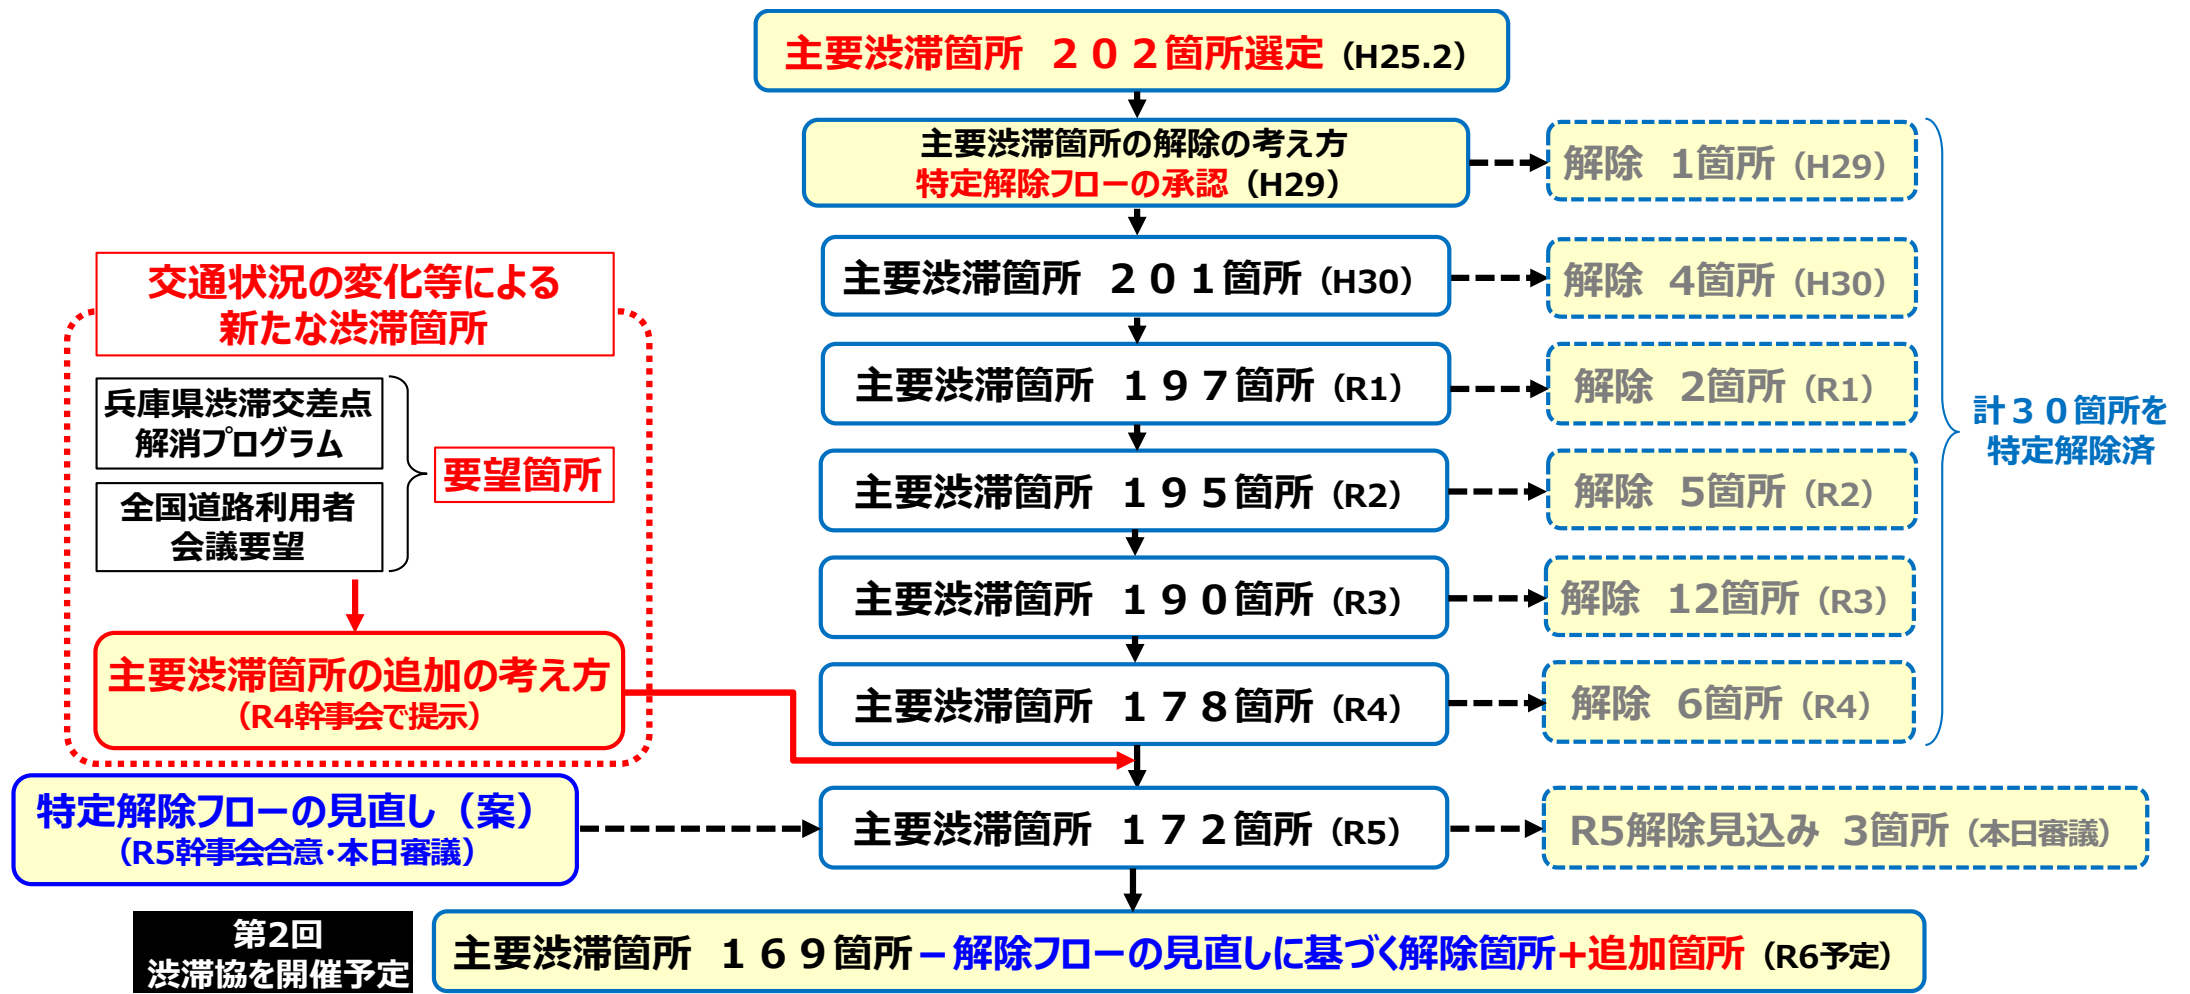 主要渋滞箇所　２０２箇所選定（H25.2）
主要渋滞箇所の解除の考え方
特定解除フローの承認（H29）
解除　1箇所（H29）
主要渋滞箇所　２０１箇所（H30）
解除　4箇所（H30）
主要渋滞箇所　１９７箇所（R1）
解除　2箇所（R1）
主要渋滞箇所　１９５箇所（R2）
解除　5箇所（R2）
主要渋滞箇所　１９０箇所（R3）
解除　12箇所（R3）
主要渋滞箇所　１７８箇所（R4）
解除　6箇所（R4）
計３０箇所を
特定解除済
交通状況の変化等による
新たな渋滞箇所
兵庫県渋滞交差点
解消プログラム
全国道路利用者
会議要望
要望箇所
主要渋滞箇所の追加の考え方
（R4幹事会で提示）
特定解除フローの見直し（案）
（R5幹事会合意・本日審議）
主要渋滞箇所　１７２箇所（R5）
R5解除見込み 3箇所（本日審議）
第2回
渋滞協を開催予定
主要渋滞箇所　１６９箇所－解除フローの見直しに基づく解除箇所+追加箇所（R6予定）